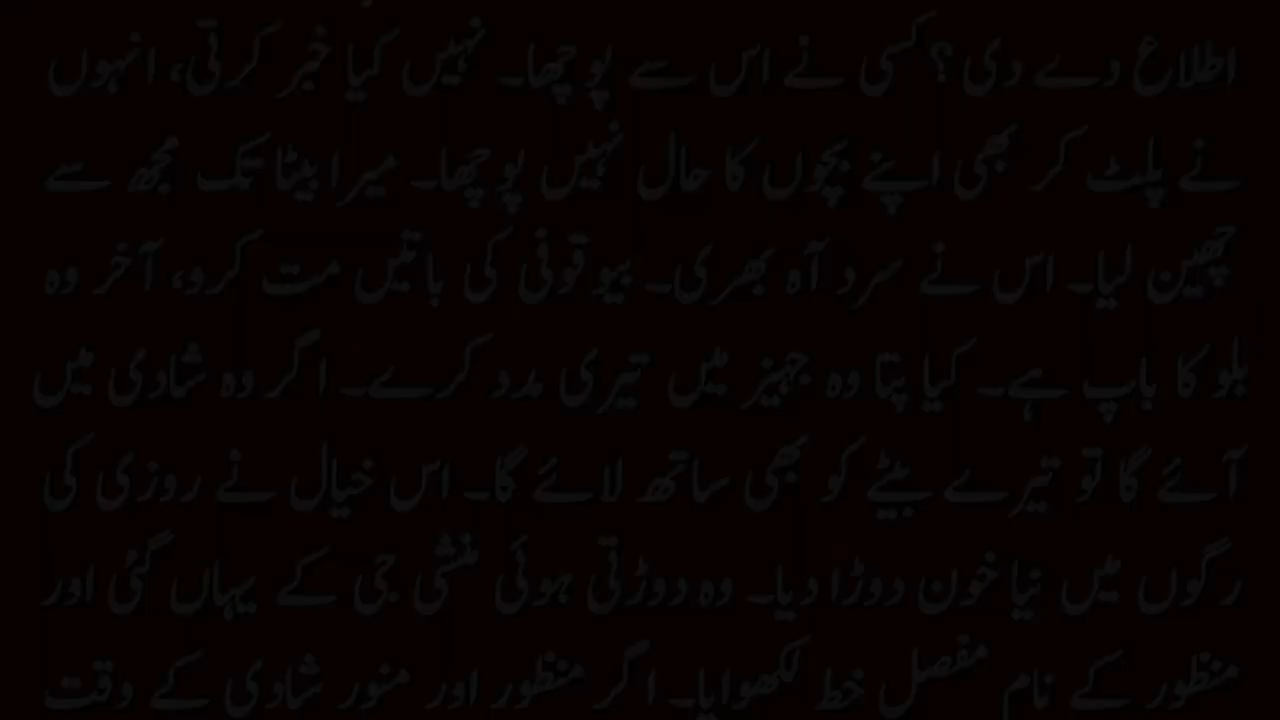 اطلاع دے دی؟ کسی نے اس سے پوچھا۔ نہیں کیا خبر کرتی، انہوں
نے پلٹ کر بھی اپنے بچوں کا حال نہیں پوچھا۔ میرا بیٹا تک مجھ سے
چھین لیا۔ اس نے سرد آہ بھری۔ بیوقوفی کی باتیں مت کرو، آخر وہ
بلو کا باپ ہے۔ کیا پتا وہ جہیز میں تیری مدد کرے۔ اگر وہ شادی میں
آئے گا تو تیرے بیٹے کو بھی ساتھ لائے گا۔ اس خیال نے روزی کی
رگوں میں نیا خون دوڑا دیا۔ وہ دوڑتی ہوئی منشی جی کے یہاں گئی اور
منظور کے نام مفصل خط لکھوایا۔ اگر منظور اور منور شادی کے وقت